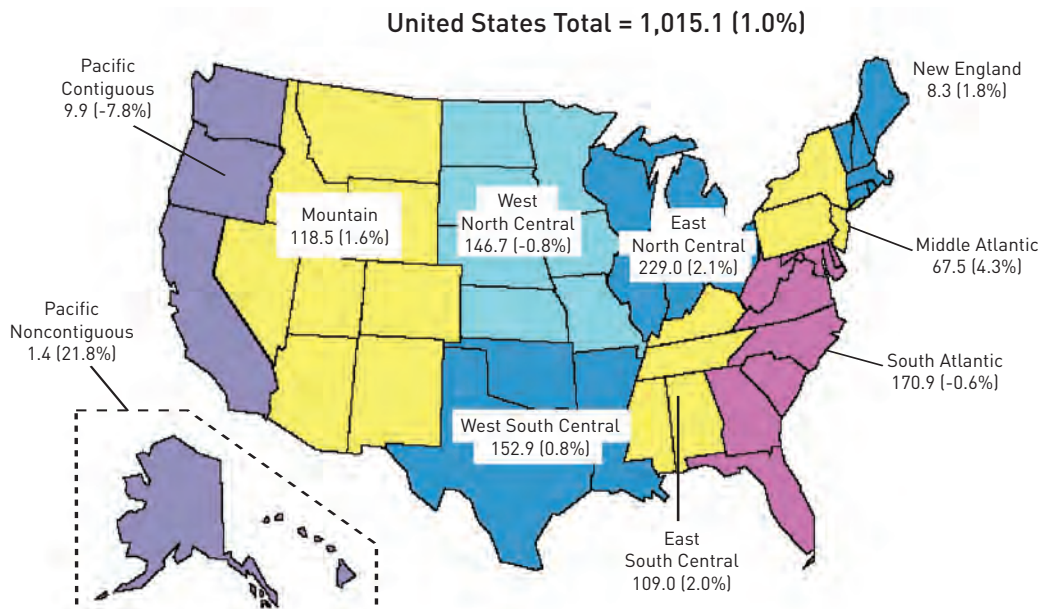 United States Total = 1,015.1 (1.0%)
Pacific
Contiguous
9.9 (-7.8%)
New England
8.3 (1.8%)
Mountain
118.5 (1.6%)
West
North Central
146.7 (-0.8%)
East
North Central
229.0 (2.1%)
Middle Atlantic
67.5 (4.3%)
Pacific
Noncontiguous
1.4 (21.8%)
South Atlantic
170.9 (-0.6%)
West South Central
152.9 (0.8%)
East
South Central
109.0 (2.0%)